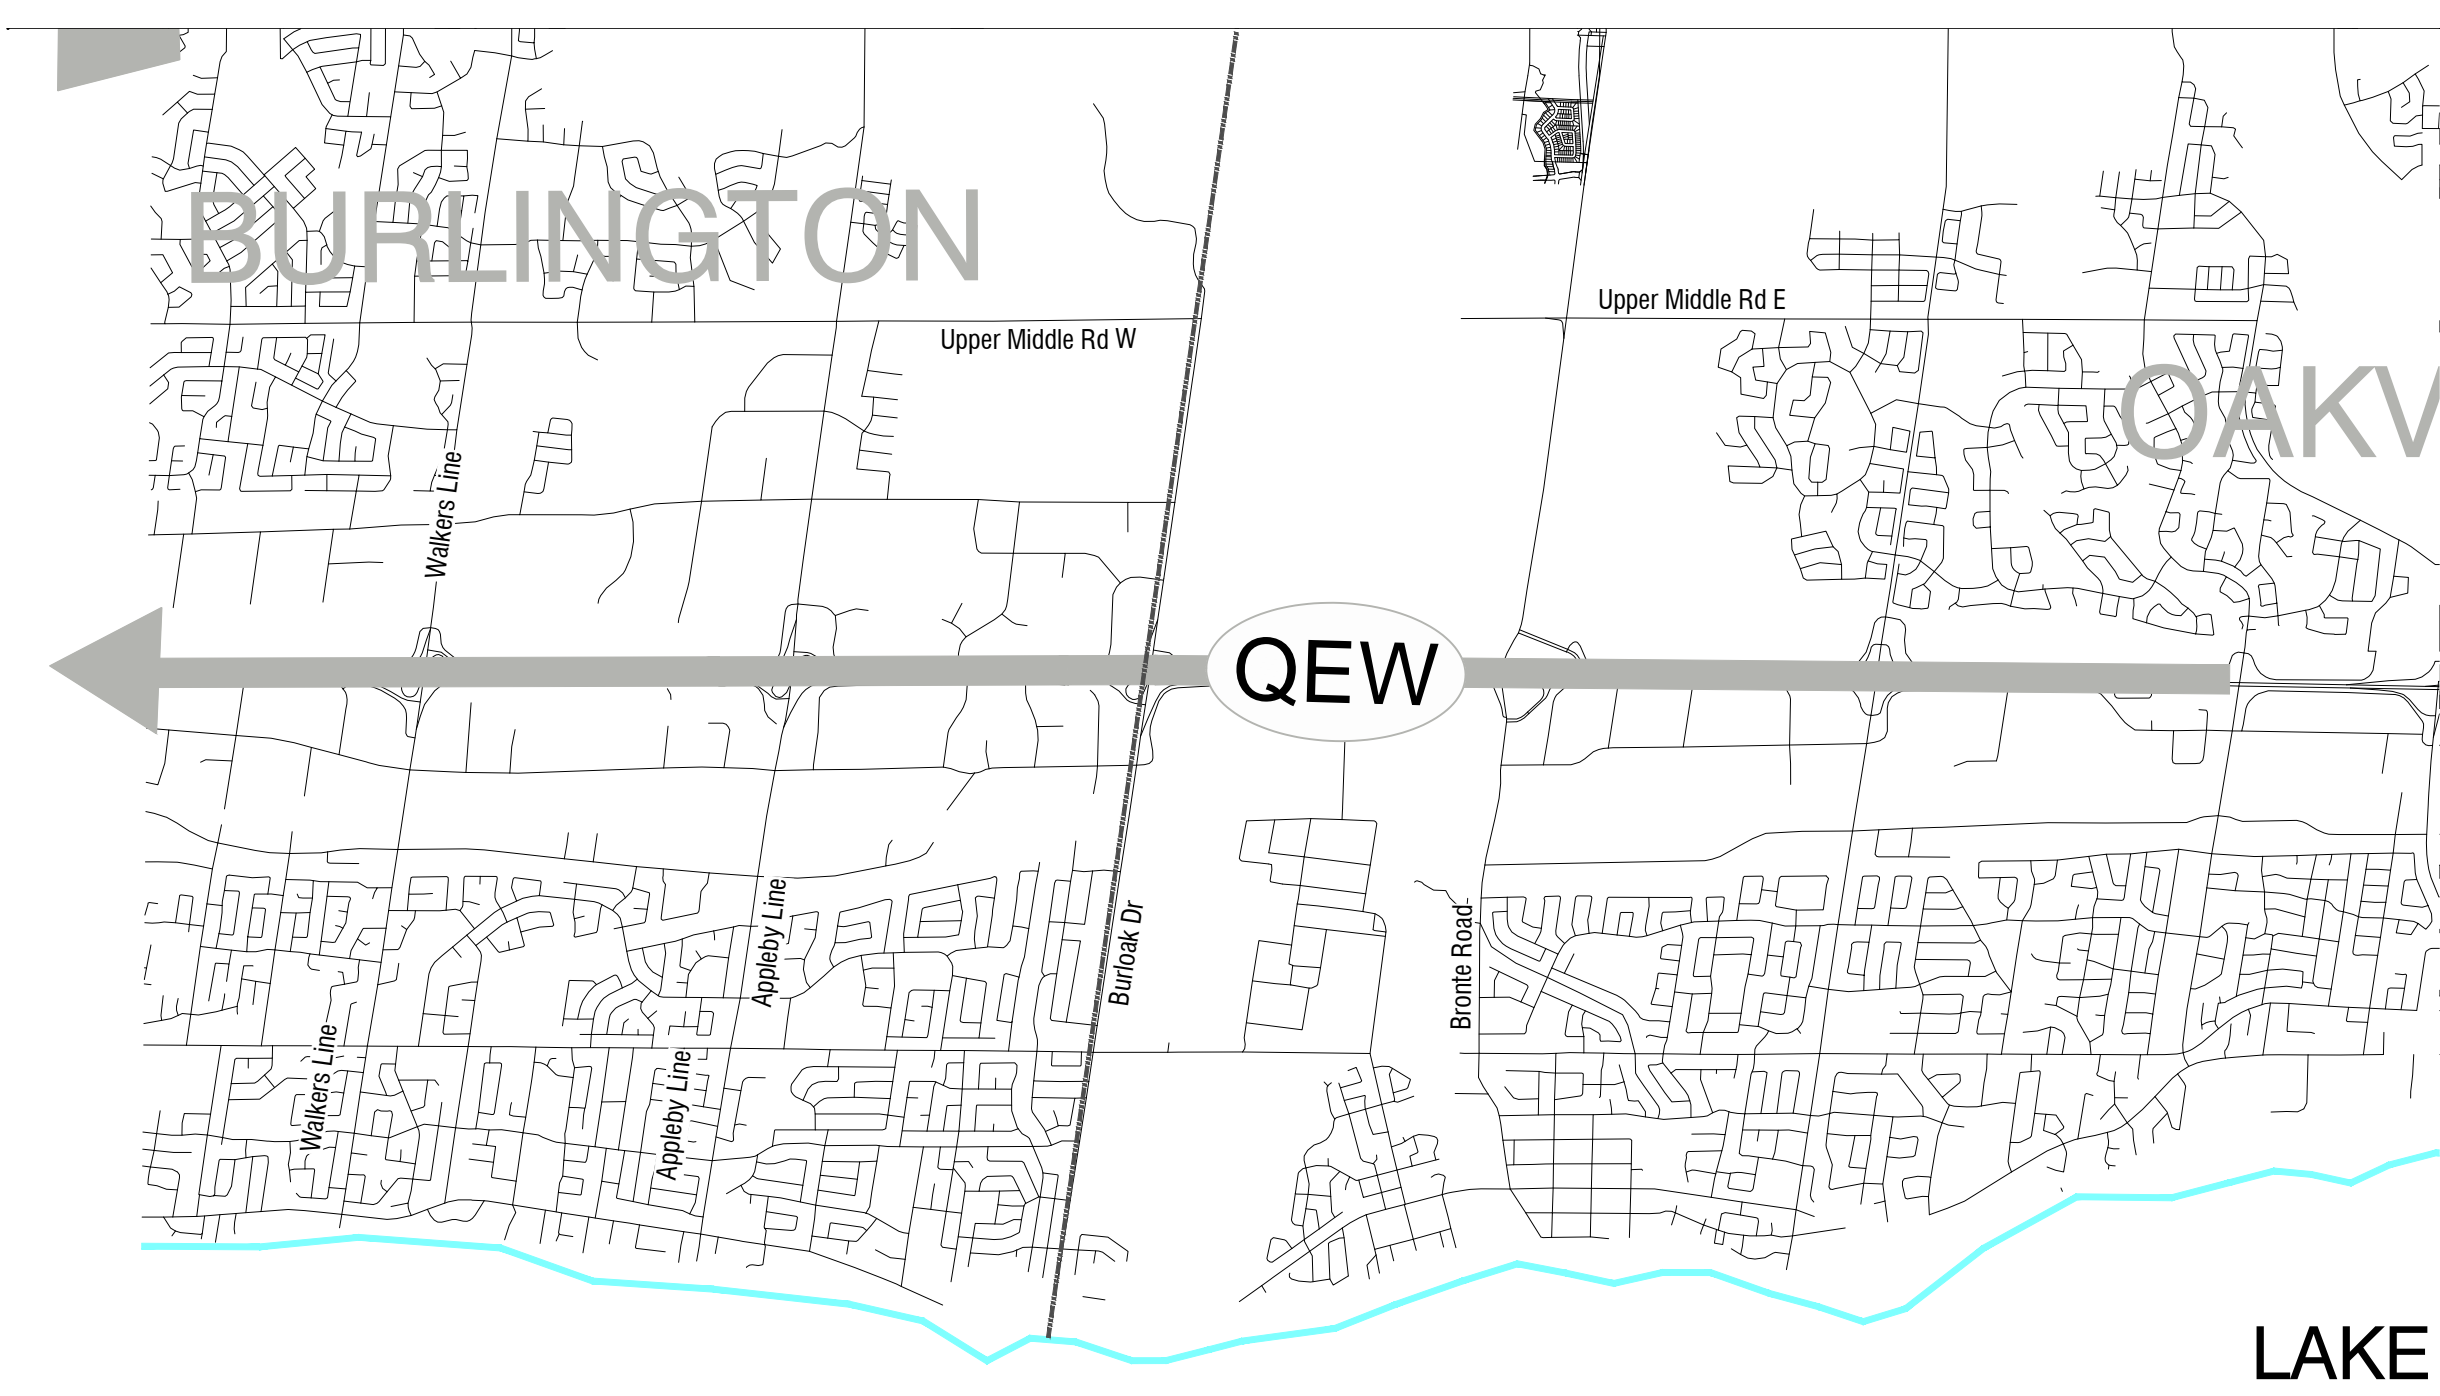 BURLINGTON
Upper Middle Rd E
Upper Middle Rd W
OAKV
Walkers Line
QEW
Appleby Line
Burloak Dr
Bronte Road
Walkers Line
Appleby Line
LAKE